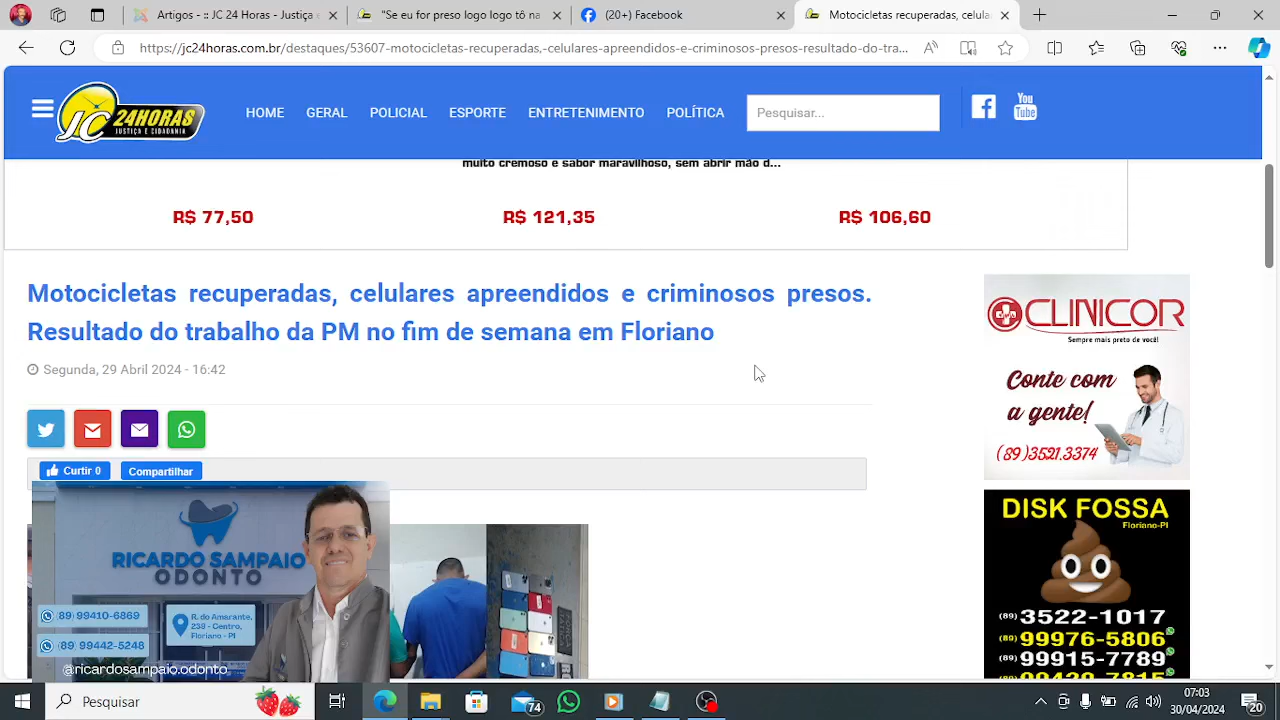 JC 24 Horas - Justiça e
"Se eu for preso logo logo tô na
(20+) Facebook
Motocicletas recuperadas, celula
https://jc24horas.com.br/destaques/53607-motocicletas-recuperadas,-celulares-apreendidos-e-criminosos-presos-resultado-do-tra...
JC 24HORAS
JUSTIÇA E CIDADANIA
HOME GERAL POLICIAL ESPORTE ENTRETENIMENTO POLÍTICA
Pesquisar...
You Tube
muito cremoso e sabor maravilhoso, sem abrir mão d...
R$ 77,50
R$ 121,35
R$ 106,60
Motocicletas recuperadas, celulares apreendidos e criminosos presos.
Resultado do trabalho da PM no fim de semana em Floriano
Segunda, 29 Abril 2024 - 16:42
Curtir 0
Compartilhar
RICARDO SAMPAIO
ODONTO
(89) 99410-6869
(89) 99442-5248
R. do Amarante,
238 - Centro,
Floriano - PI
@ricardosampaio.odonto
CLINICOR
Sempre mais perto de você!
Conte com
a gente!
(89)3521.3374
DISK FOSSA
Floriano-PI
(89) 3522-1017
(89) 99976-5806
(89) 99915-7789
(89) 99429-7815
Pesquisar
74
07:03
30/04/2024
20